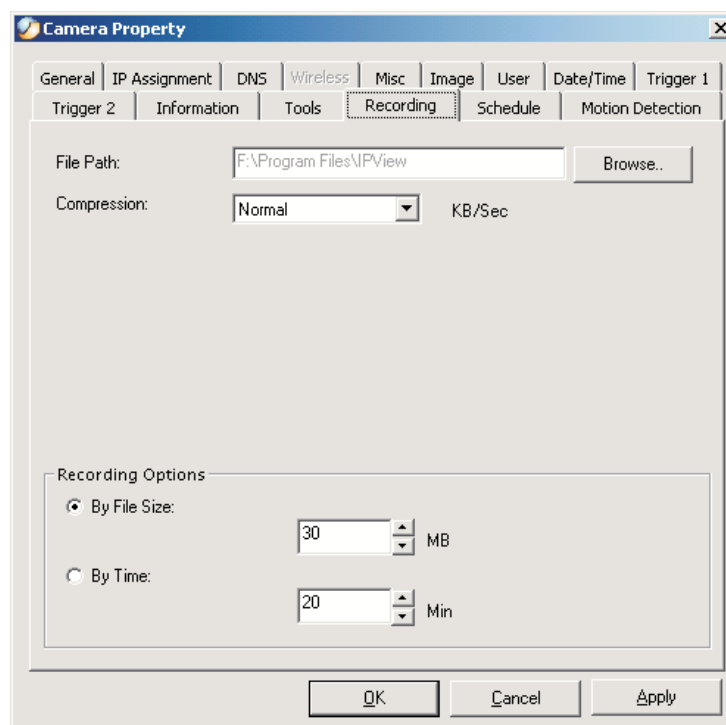 Camera Property
General IP Assignment DNS Wireless Misc Image User Date/Time Trigger 1
Trigger 2 Information Tools Recording Schedule Motion Detection
File Path: F:\Program Files\IPView Browse..
Compression: Normal KB/Sec
Recording Options
By File Size:
30 MB
By Time:
20 Min
OK Cancel Apply